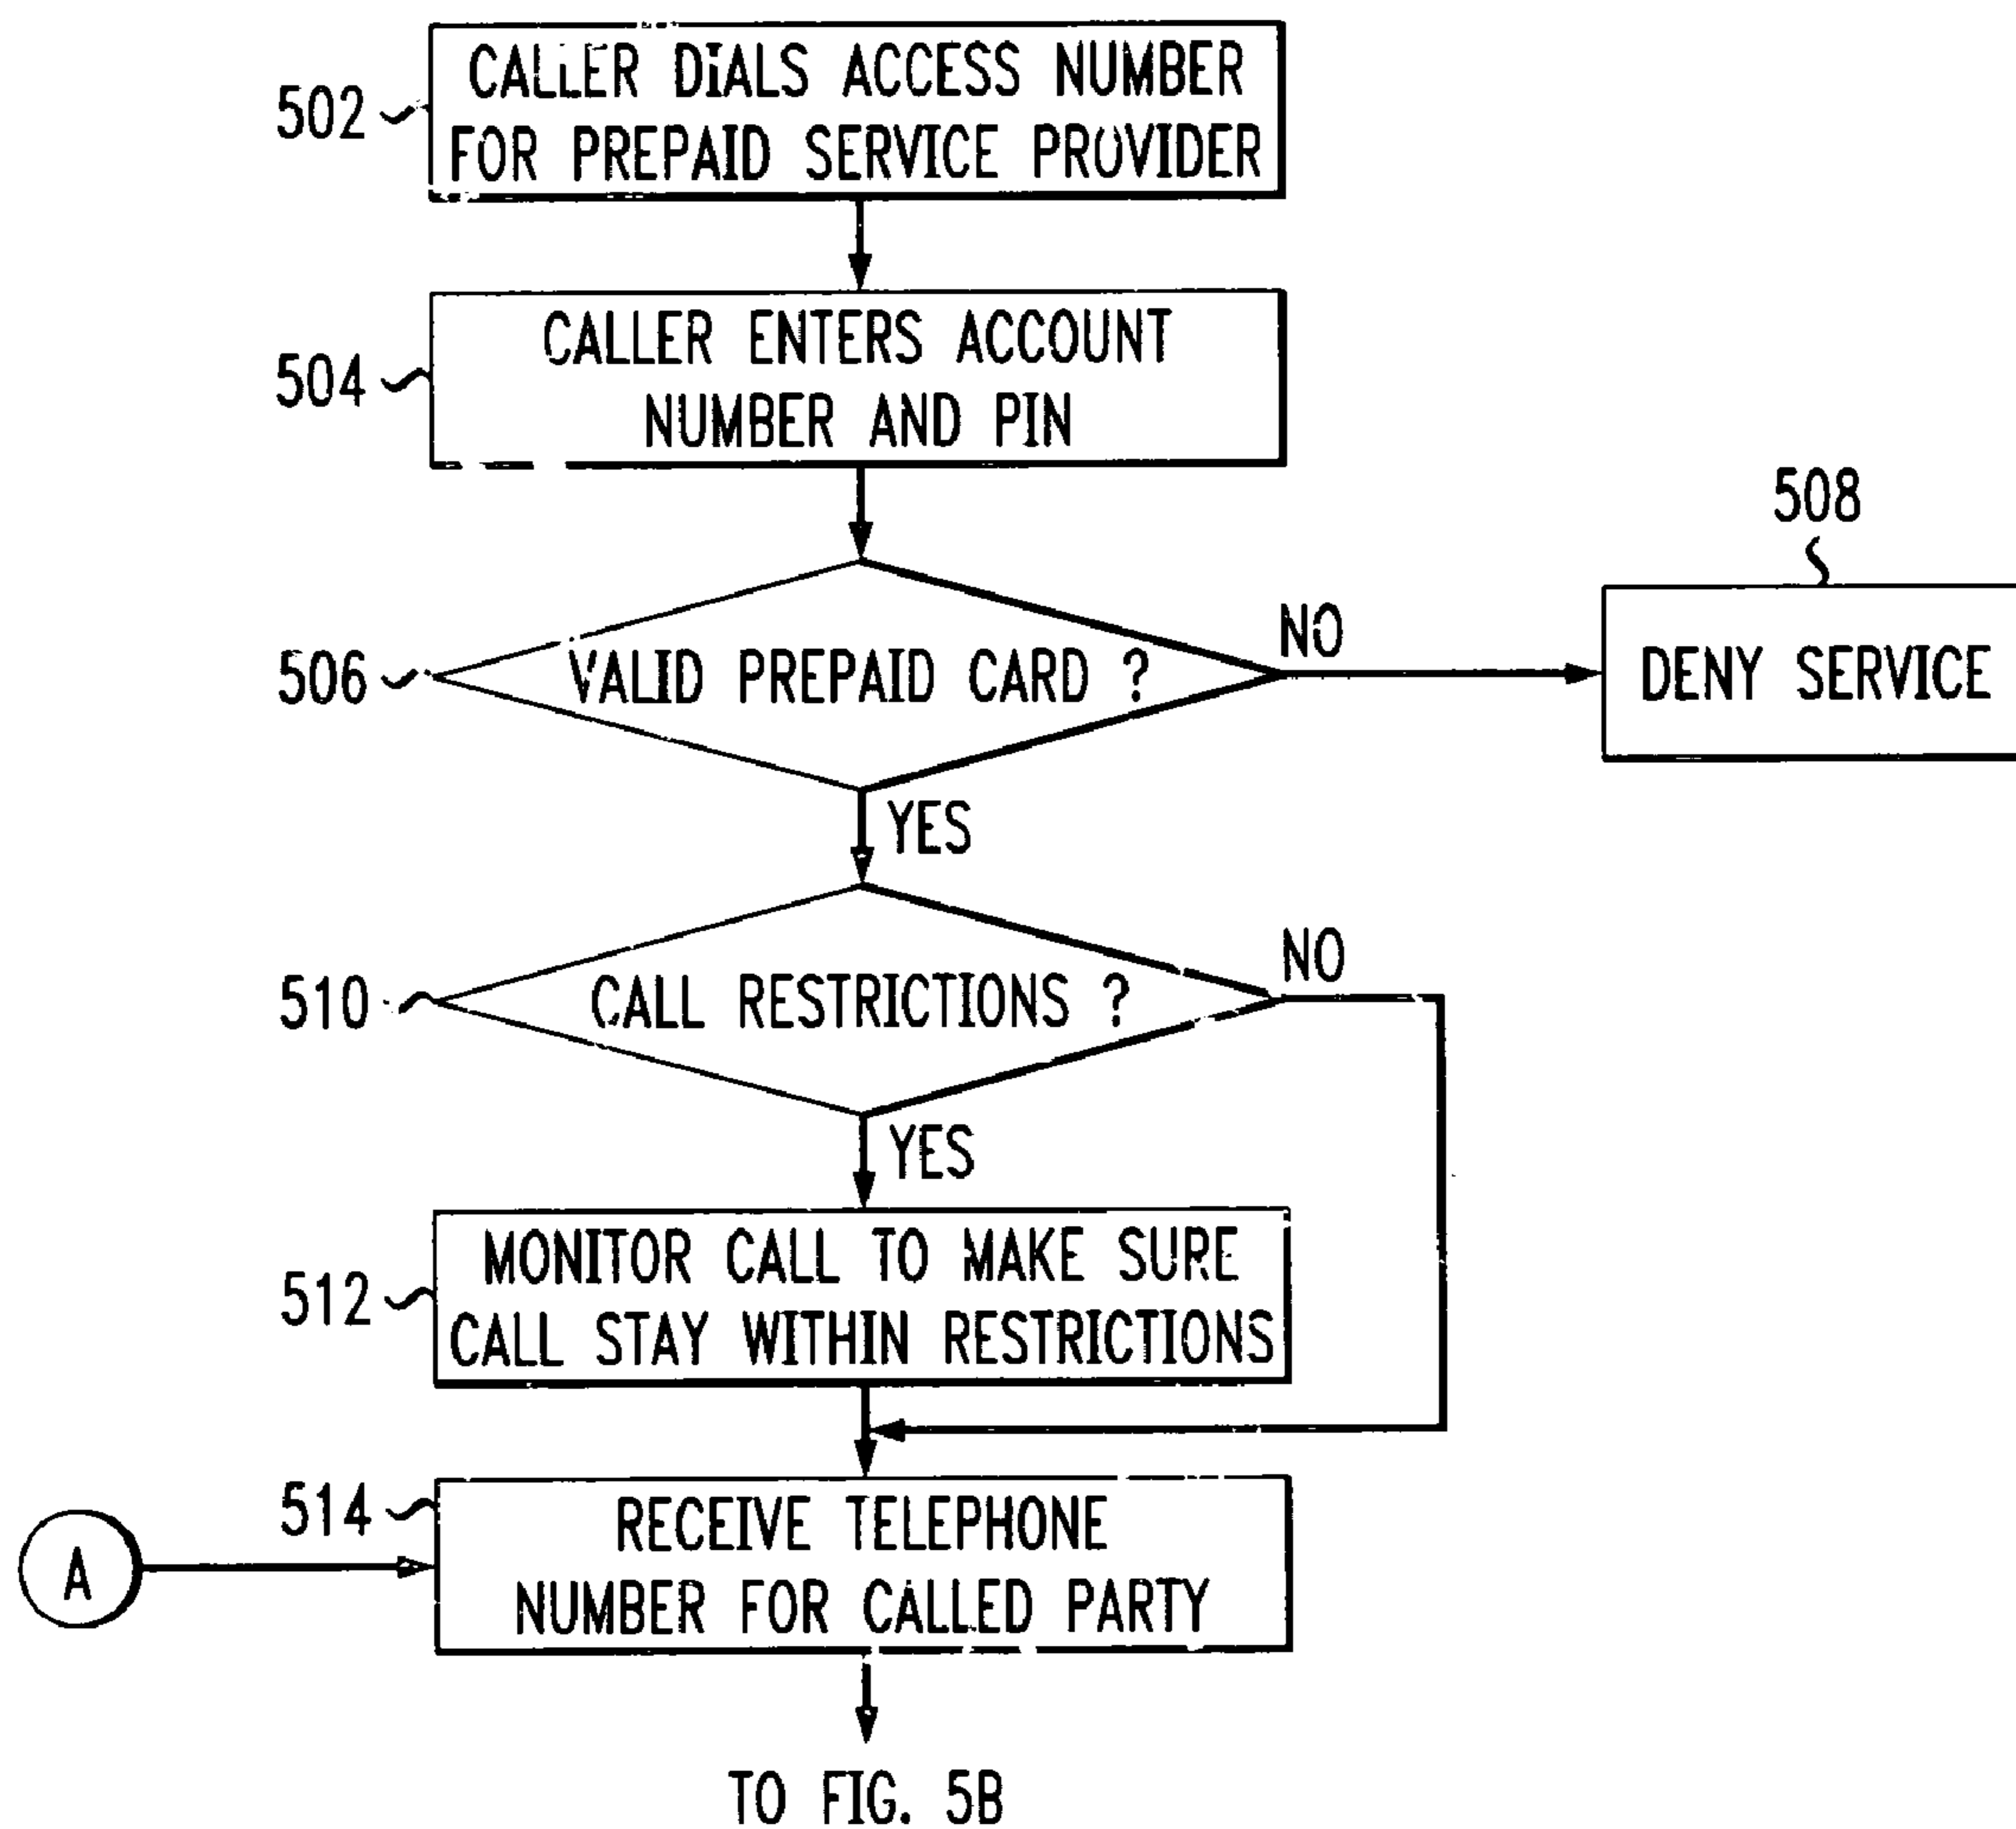 502
CALLER DIALS ACCESS NUMBER
FOR PREPAID SERVICE PROVIDER
504
CALLER ENTERS ACCOUNT
NUMBER AND PIN
506
VALID PREPAID CARD ?
NO
508
DENY SERVICE
YES
510
CALL RESTRICTIONS ?
NO
YES
512
MONITOR CALL TO MAKE SURE
CALL STAY WITHIN RESTRICTIONS
514
A
RECEIVE TELEPHONE
NUMBER FOR CALLED PARTY
TO FIG. 5B